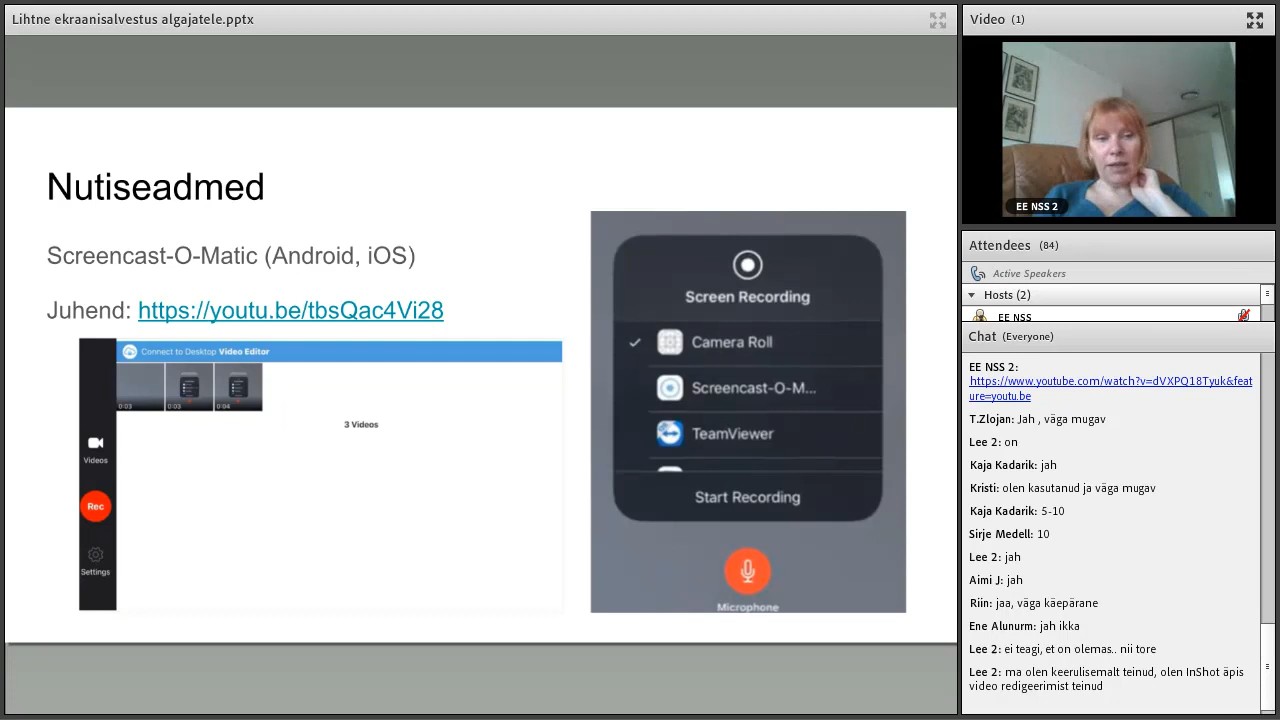 Lihtne ekraanisalvestus algajatele.pptx
Nutiseadmed
Screencast-O-Matic (Android, iOS)
Juhend: https://youtu.be/tbsQac4Vi28
Connect to Desktop Video Editor
0:03
0:03
0:04
3 Videos
Videos
Rec
Settings
Screen Recording
Camera Roll
Screencast-O-M...
TeamViewer
Start Recording
Microphone
Video (1)
EE NSS 2
Attendees (84)
Active Speakers
Hosts (2)
EE NSS
Chat (Everyone)
EE NSS 2:
https://www.youtube.com/watch?v=dVXPQ18Tyuk&feat
ure=youtu.be
T.Zlojan: Jah , väga mugav
Lee 2: on
Kaja Kadarik: jah
Kristi: olen kasutanud ja väga mugav
Kaja Kadarik: 5-10
Sirje Medell: 10
Lee 2: jah
Aimi J: jah
Riin: jaa, väga käepärane
Ene Alunurm: jah ikka
Lee 2: ei teagi, et on olemas.. nii tore
Lee 2: ma olen keerulisemalt teinud, olen InShot äpis
video redigeerimist teinud